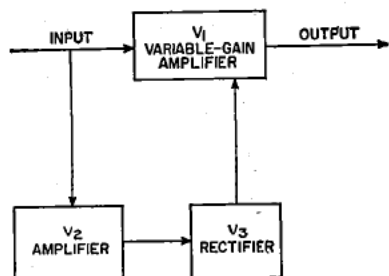 INPUT
V1
VARIABLE-GAIN
AMPLIFIER
OUTPUT
V2
AMPLIFIER
V3
RECTIFIER